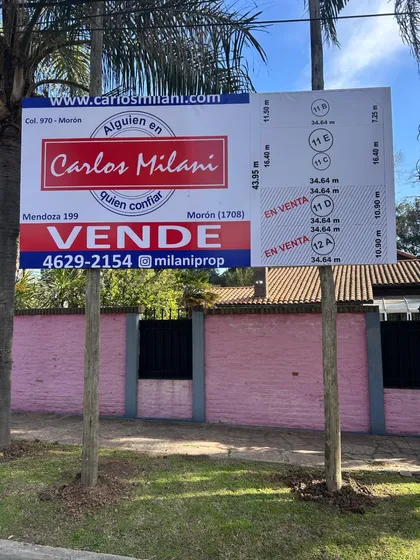 www.carlosmilani.com
Col. 970 - Morón
Alguien en
Carlos Milani
quien confiar
Mendoza 199
Morón (1708)
VENDE
4629-2154 milaniprop
11.50 m
11 B
7.25 m
34.64 m
11 E
16.40 m
11 C
16.40 m
43.95 m
34.64 m
34.64 m
EN VENTA
11 D
10.90 m
34.64 m
EN VENTA
12 A
10.90 m
34.64 m